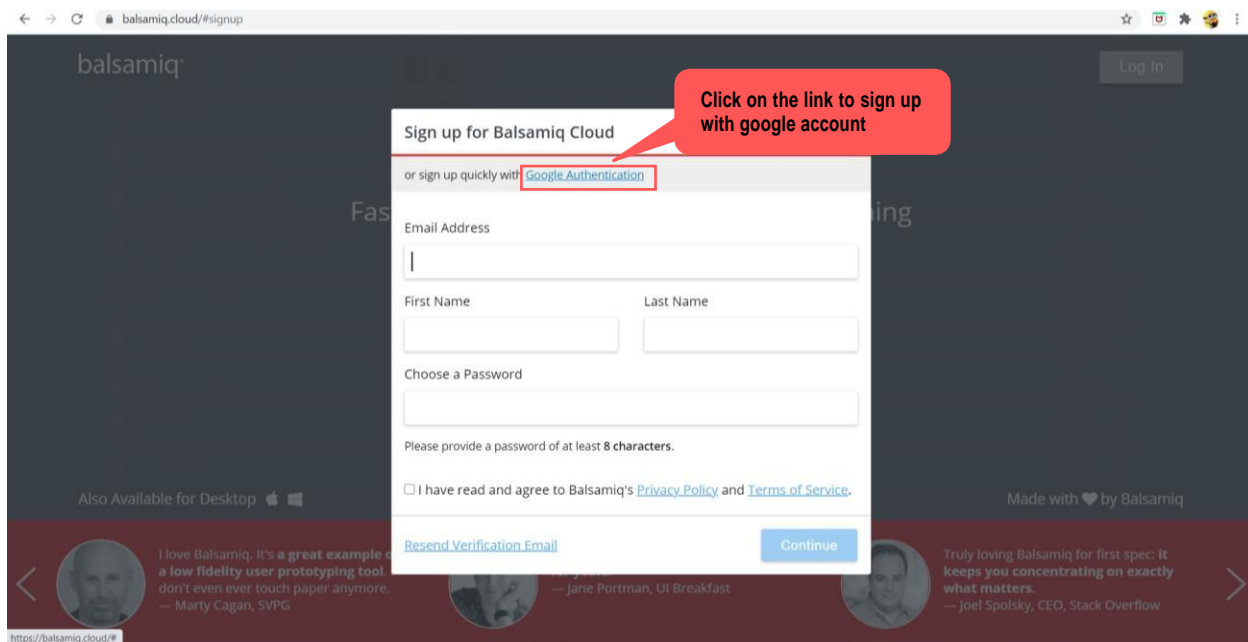 balsamiq.cloud/#signup
balsamiq
Log In
Click on the link to sign up
with google account
Sign up for Balsamiq Cloud
or sign up quickly with Google Authentication
Fas
ing
Email Address
First Name
Last Name
Choose a Password
Please provide a password of at least 8 characters.
I have read and agree to Balsamiq's Privacy Policy and Terms of Service.
Also Available for Desktop
Made with by Balsamiq
Resend Verification Email
Continue
I love Balsamiq. It's a great example o
a low fidelity user prototyping tool.
don't even ever touch paper anymore.
— Marty Cagan, SVPG
— Jane Portman, UI Breakfast
Truly loving Balsamiq for first spec: it
keeps you concentrating on exactly
what matters.
— Joel Spolsky, CEO, Stack Overflow
https://balsamiq.cloud/#